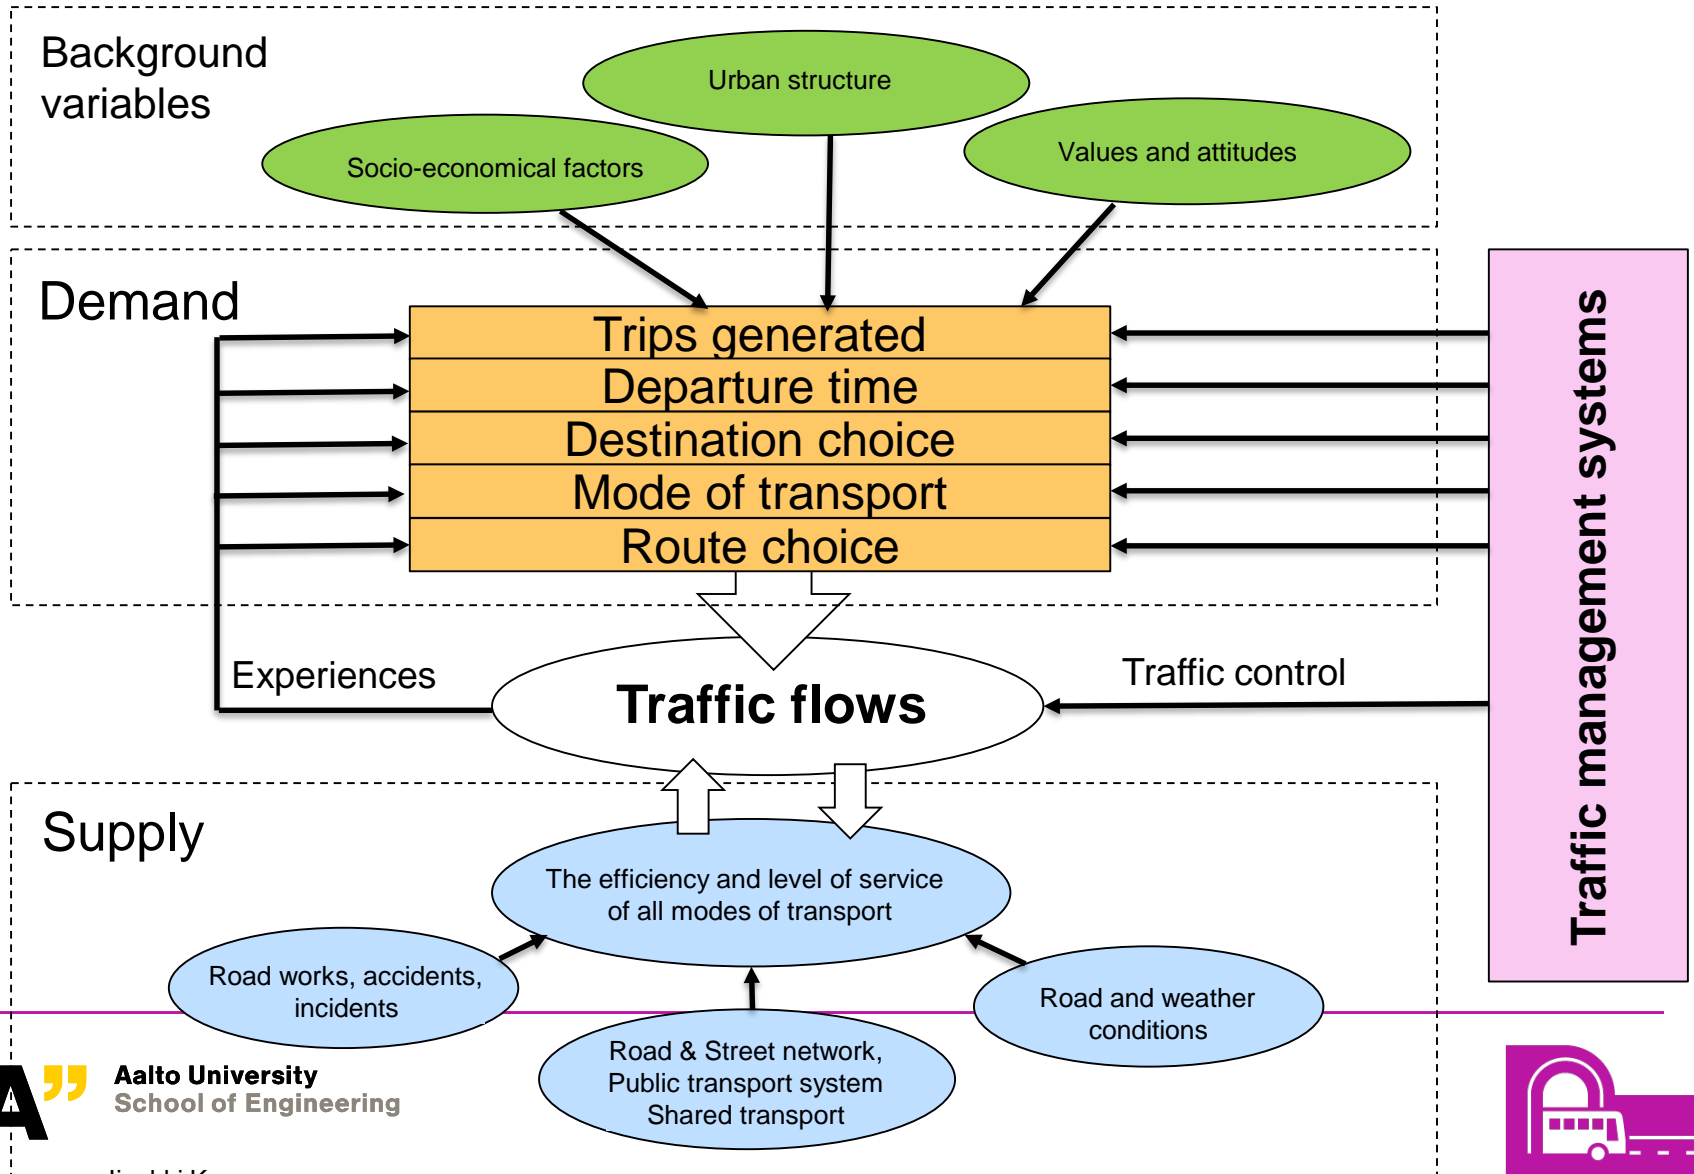 Background
variables
Urban structure
Socio-economical factors
Values and attitudes
Demand
Trips generated
Departure time
Destination choice
Mode of transport
Route choice
Traffic management systems
Experiences
Traffic flows
Traffic control
Supply
The efficiency and level of service
of all modes of transport
Road works, accidents,
incidents
Road and weather
conditions
Road & Street network,
Public transport system
Shared transport
A”
Aalto University
School of Engineering